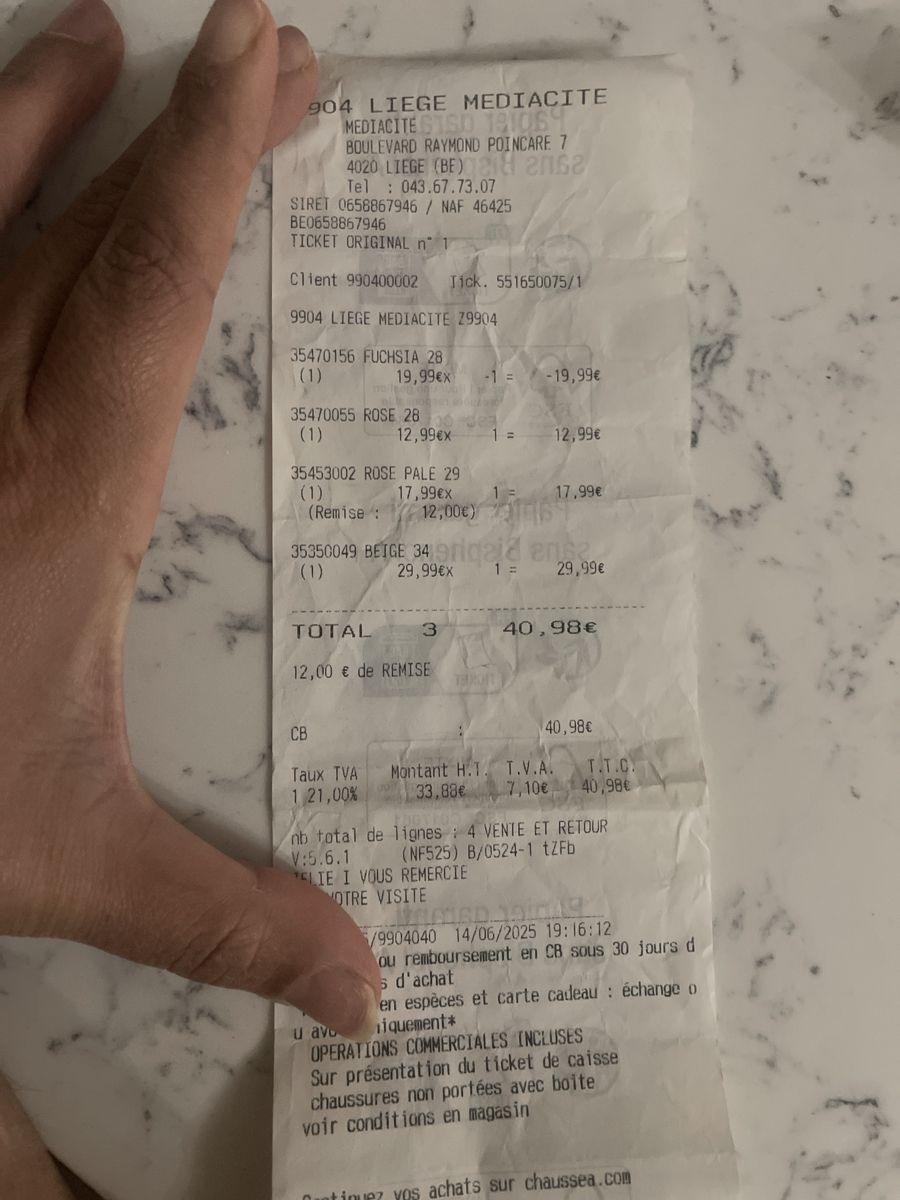 9904 LIEGE MEDIACITE
MEDIACITE
BOULEVARD RAYMOND POINCARE 7
4020 LIEGE (BE)
Tel : 043.67.73.07
SIRET 0658867946 / NAF 46425
BE0658867946
TICKET ORIGINAL n° 1
Client 990400002 Tick. 551650075/1
9904 LIEGE MEDIACITE Z9904
35470156 FUCHSIA 28
(1) 19,99€x -1 = -19,99€
35470055 ROSE 28
(1) 12,99€x 1 = 12,99€
35453002 ROSE PALE 29
(1) 17,99€x 1 = 17,99€
(Remise : 12,00€)
35350049 BEIGE 34
(1) 29,99€x 1 = 29,99€
TOTAL 3 40,98€
12,00 € de REMISE
CB : 40,98€
Taux TVA Montant H.T. T.V.A. T.T.C.
1 21,00% 33,88€ 7,10€ 40,98€
nb total de lignes : 4 VENTE ET RETOUR
V:5.6.1 (NF525) B/0524-1 tZFb
I VOUS REMERCIE
VISITE
/9904040 14/06/2025 19:16:12
ou remboursement en CB sous 30 jours d
d'achat
en espèces et carte cadeau : échange o
u
OPERATIONS COMMERCIALES INCLUSES
Sur présentation du ticket de caisse
chaussures non portées avec boite
voir conditions en magasin
vos achats sur chaussea.com